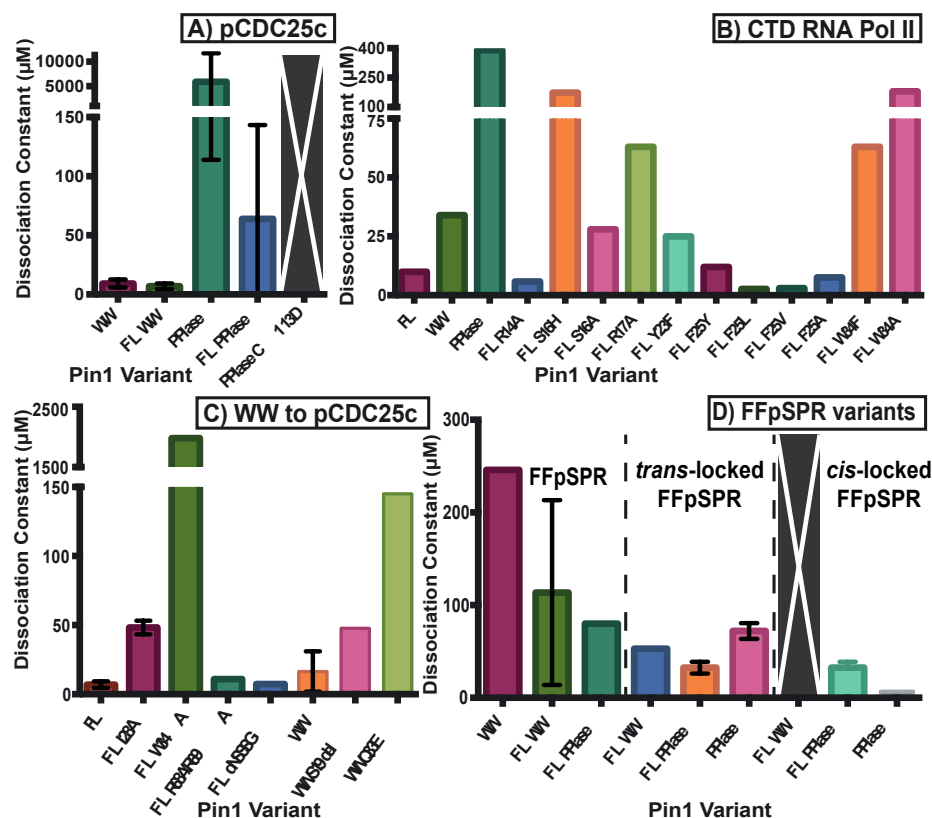 A) pCDC25c
Dissociation Constant (µM)
10000
5000
150
100
50
0
WW
FL WW
PPIase
FL PPIase
PPIase C
113D
Pin1 Variant
B) CTD RNA Pol II
Dissociation Constant (µM)
400
250
100
75
50
25
0
FL
WW
PPIase
FL R14A
FL S16H
FL S16A
FL R17A
FL Y23F
FL F25Y
FL F25L
FL F25V
FL F25A
FL W34F
FL W34A
Pin1 Variant
C) WW to pCDC25c
Dissociation Constant (µM)
2500
1500
150
100
50
0
FL
FL I28A
FL W34
A
A
WW
Pin1 Variant
D) FFpSPR variants
Dissociation Constant (µM)
300
200
100
0
FFpSPR
trans-locked
FFpSPR
cis-locked
FFpSPR
WW
FL WW
FL PPIase
FL WW
FL PPIase
PPIase
FL WW
FL PPIase
PPIase
Pin1 Variant